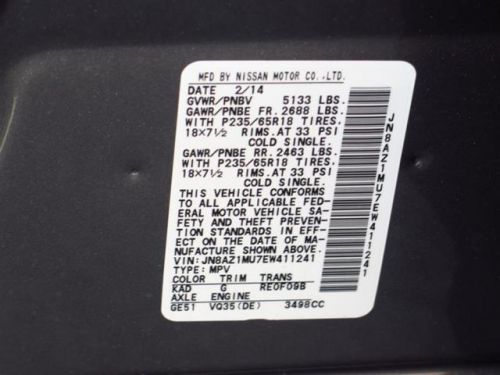 MFD BY NISSAN MOTOR CO.,LTD.
DATE 2/14
GVWR/PNBV 5133 LBS.
GAWR/PNBE FR. 2688 LBS.
WITH P235/65R18 TIRES.
18x7½ RIMS.AT 33 PSI
COLD SINGLE.
GAWR/PNBE RR. 2463 LBS.
WITH P235/65R18 TIRES.
18x7½ RIMS.AT 33 PSI
COLD SINGLE.
THIS VEHICLE CONFORMS
TO ALL APPLICABLE FED-
ERAL MOTOR VEHICLE SA-
FETY AND THEFT PREVEN-
TION STANDARDS IN EFF-
ECT ON THE DATE OF MA-
NUFACTURE SHOWN ABOVE.
VIN: JN8AZ1MU7EW411241
TYPE: MPV
COLOR TRIM TRANS
KAD G RE0F09B
AXLE ENGINE
GE51 VQ35(DE) 3498CC
JN8AZ1MU7EW411241